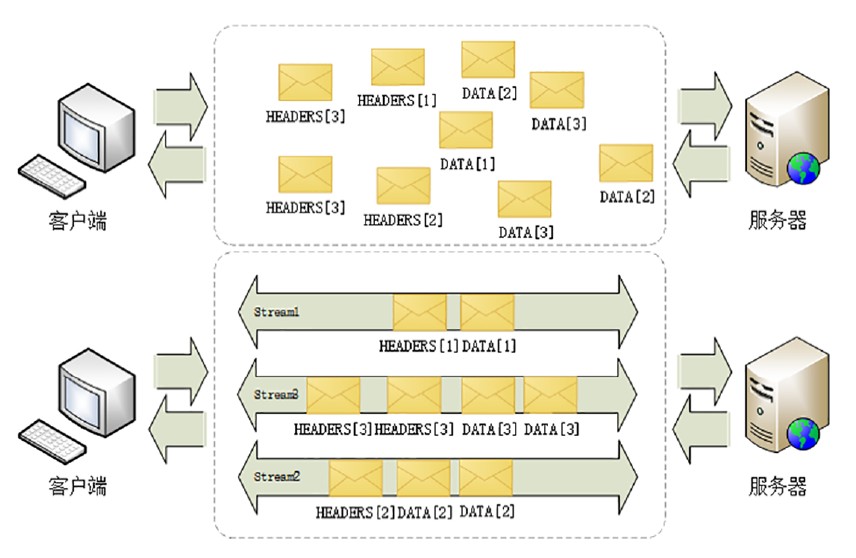 DATA[2]
HEADERS[1]
HEADERS[3]
DATA[3]
DATA[1]
DATA[2]
HEADERS[3]
HEADERS[2]
DATA[3]
客户端
服务器
Stream1
HEADERS[1] DATA[1]
Stream3
HEADERS[3] HEADERS[3] DATA[3] DATA[3]
Stream2
HEADERS[2] DATA[2] DATA[2]
客户端
服务器